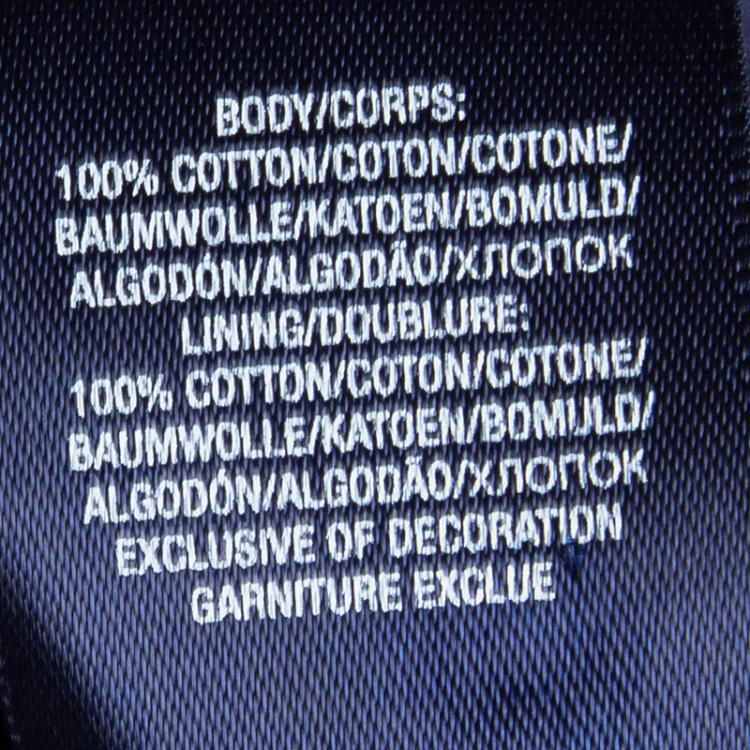 BODY/CORPS:
100% COTTON/COTON/COTONE/
BAUMWOLLE/KATOEN/BOMULD/
ALGODÓN/ALGODÃO/ХЛОПОК
LINING/DOUBLURE:
100% COTTON/COTON/COTONE/
BAUMWOLLE/KATOEN/BOMULD/
ALGODÓN/ALGODÃO/ХЛОПОК
EXCLUSIVE OF DECORATION
GARNITURE EXCLUE